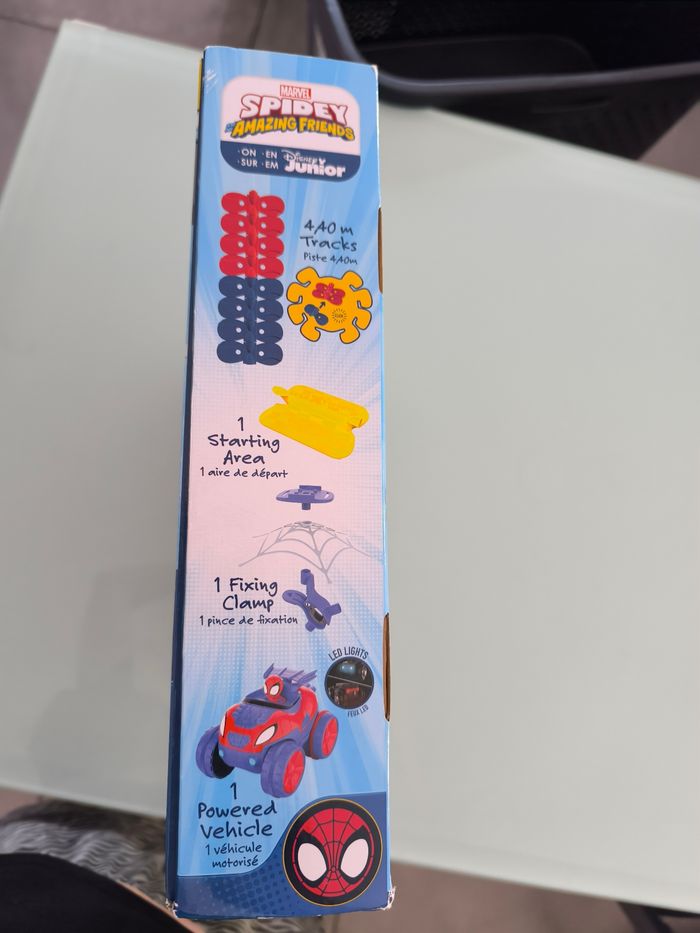 MARVEL
SPIDEY
AMAZING FRIENDS
·ON ·EN
·SUR ·EM
Disney
Junior
4,40 m
Tracks
Piste 4,40m
1
Starting
Area
1 aire de départ
1 Fixing
Clamp
1 pince de fixation
LED LIGHTS
FEUX LED
1
Powered
Vehicle
1 véhicule
motorisé